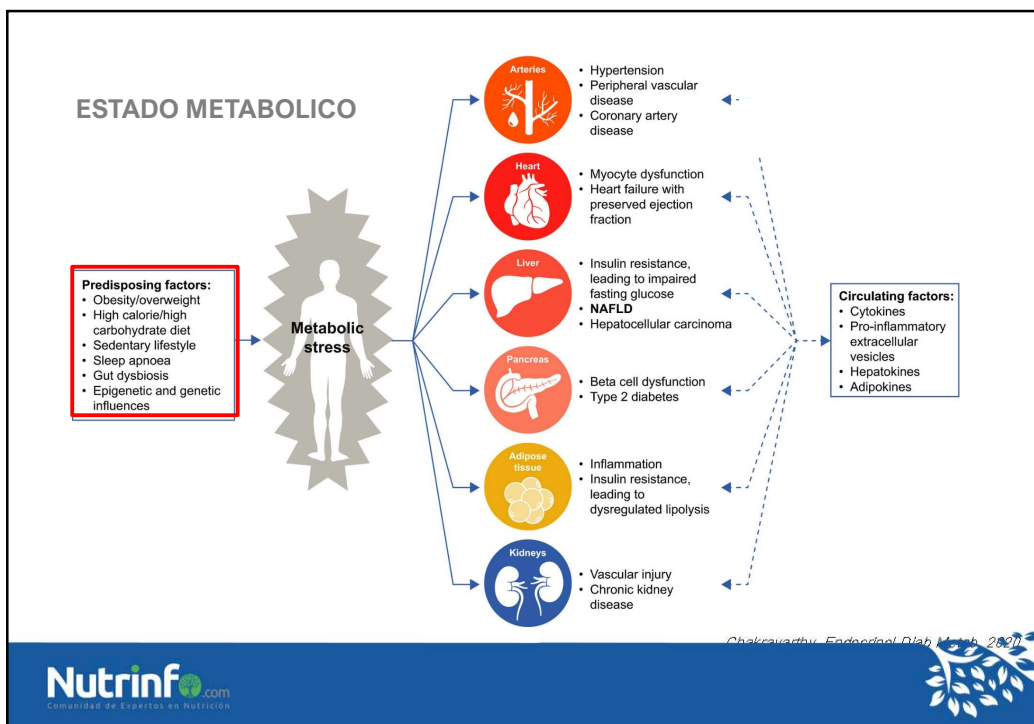 ESTADO METABOLICO
Predisposing factors:
• Obesity/overweight
• High calorie/high
carbohydrate diet
• Sedentary lifestyle
• Sleep apnoea
• Gut dysbiosis
• Epigenetic and genetic
influences
Metabolic
stress
Arteries
• Hypertension
• Peripheral vascular
disease
• Coronary artery
disease
Heart
• Myocyte dysfunction
• Heart failure with
preserved ejection
fraction
Liver
• Insulin resistance,
leading to impaired
fasting glucose
• NAFLD
• Hepatocellular carcinoma
Pancreas
• Beta cell dysfunction
• Type 2 diabetes
Adipose
tissue
• Inflammation
• Insulin resistance,
leading to
dysregulated lipolysis
Kidneys
• Vascular injury
• Chronic kidney
disease
Circulating factors:
• Cytokines
• Pro-inflammatory
extracellular
vesicles
• Hepatokines
• Adipokines
Chakravarthy. Endocrinol Diab Metab. 2020
Nutrinfo.com
Comunidad de Expertos en Nutrición